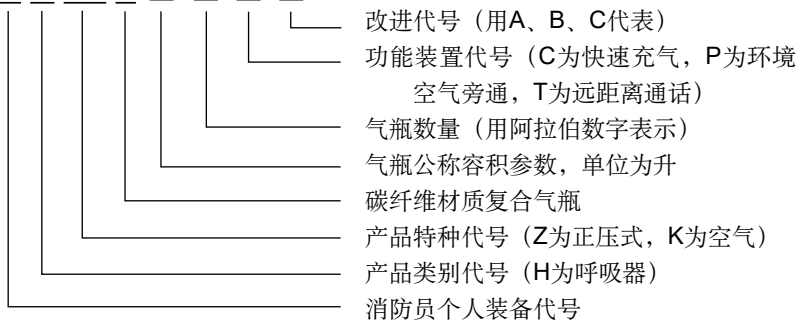 改进代号（用A、B、C代表）
功能装置代号（C为快速充气，P为环境
空气旁通，T为远距离通话）
气瓶数量（用阿拉伯数字表示）
气瓶公称容积参数，单位为升
碳纤维材质复合气瓶
产品特种代号（Z为正压式，K为空气）
产品类别代号（H为呼吸器）
消防员个人装备代号